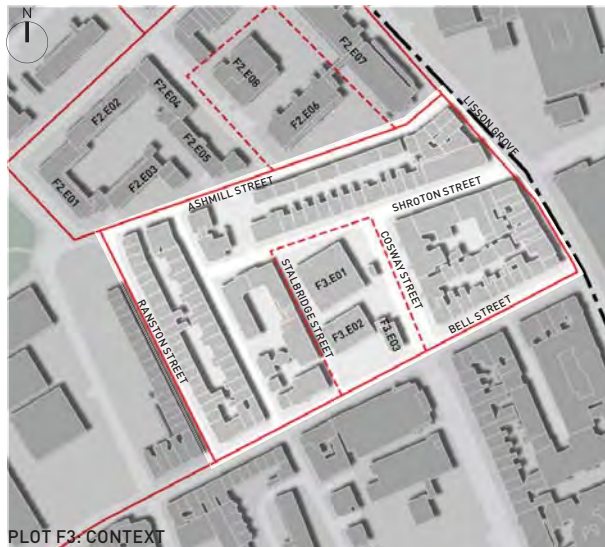 N
F2.E07
F2.E08
F2.E04
F2.E02
F2.E06
LISSON GROVE
F2.E05
F2.E03
F2.E01
ASHMILL STREET
SHROTON STREET
COSWAY STREET
F3.E01
STALBRIDGE STREET
RANSTON STREET
F3.E02
F3.E03
BELL STREET
PLOT F3: CONTEXT